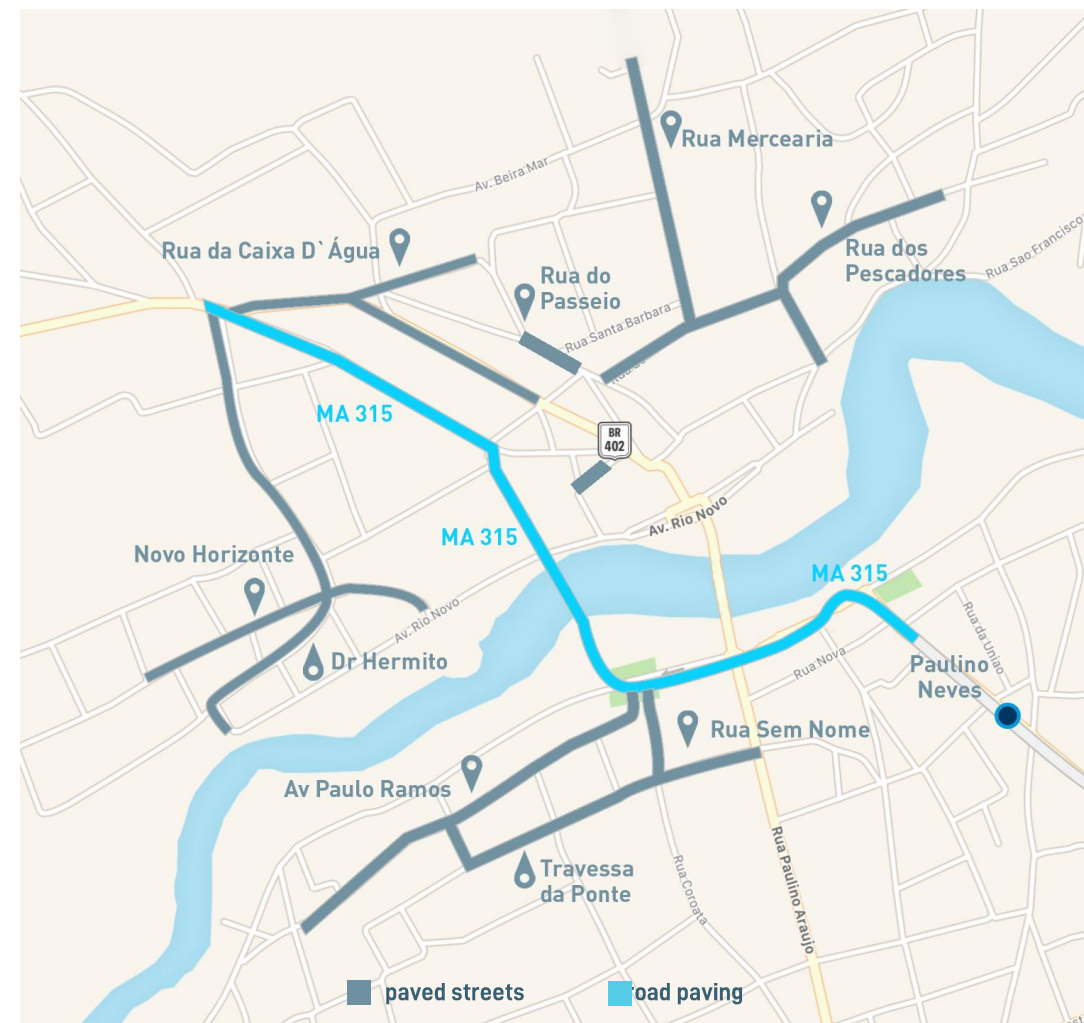 Rua Mercearia
Av. Beira Mar
Rua da Caixa D`Água
Rua dos
Pescadores
Rua Sao Francisco
Rua do
Passeio
Rua Santa Barbara
MA 315
BR
402
Av. Rio Novo
MA 315
Novo Horizonte
MA 315
Av. Rio Novo
Rua da Uniao
Dr Hermito
Rua Nova
Paulino
Neves
Rua Sem Nome
Av Paulo Ramos
Travessa
da Ponte
Rua Coroata
Rua Paulino Araujo
paved streets
road paving